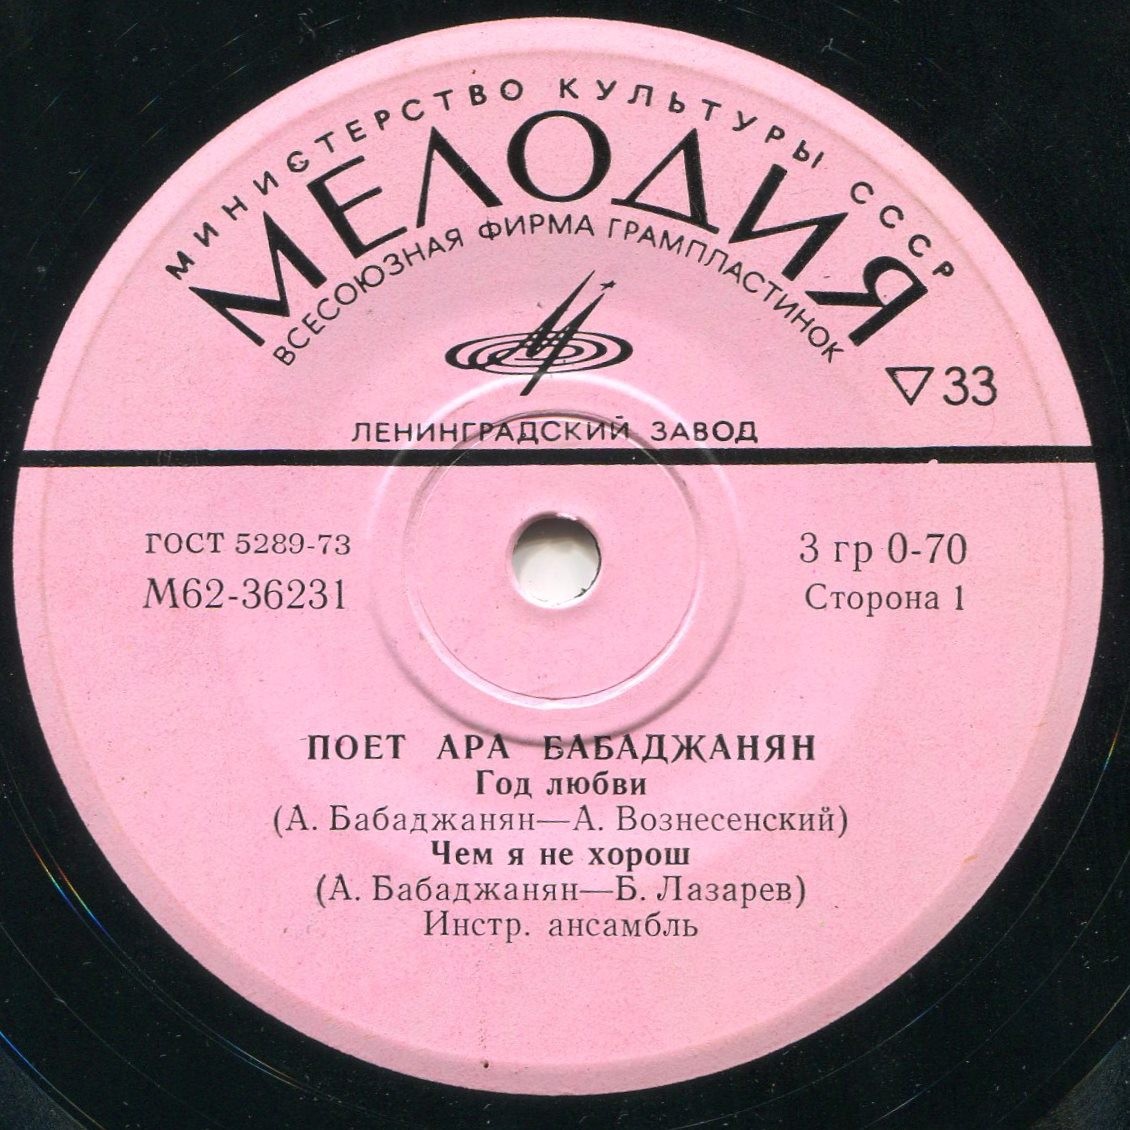 МИНИСТЕРСТВО КУЛЬТУРЫ СССР
МЕЛОДИЯ
ВСЕСОЮЗНАЯ ФИРМА ГРАМПЛАСТИНОК
33
ЛЕНИНГРАДСКИЙ ЗАВОД
ГОСТ 5289-73
М62-36231
3 гр 0-70
Сторона 1
ПОЕТ АРА БАБАДЖАНЯН
Год любви
(А. Бабаджанян—А. Вознесенский)
Чем я не хорош
(А. Бабаджанян—Б. Лазарев)
Инстр. ансамбль